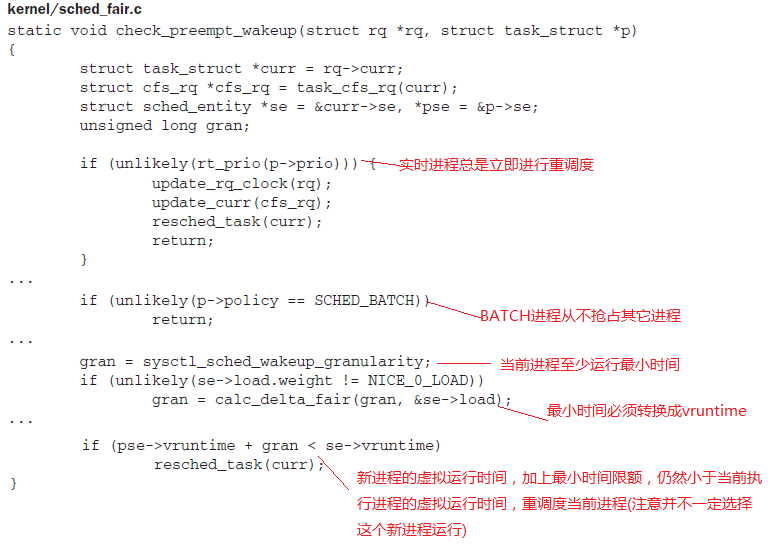 kernel/sched_fair.c
static void check_preempt_wakeup(struct rq *rq, struct task_struct *p)
{
struct task_struct *curr = rq->curr;
struct cfs_rq *cfs_rq = task_cfs_rq(curr);
struct sched_entity *se = &curr->se, *pse = &p->se;
unsigned long gran;
if (unlikely(rt_prio(p->prio))) { 实时进程总是立即进行重调度
update_rq_clock(rq);
update_curr(cfs_rq);
resched_task(curr);
return;
}
...
if (unlikely(p->policy == SCHED_BATCH))
return; BATCH进程从不抢占其它进程
...
gran = sysctl_sched_wakeup_granularity; 当前进程至少运行最小时间
if (unlikely(se->load.weight != NICE_0_LOAD))
gran = calc_delta_fair(gran, &se->load); 最小时间必须转换成vruntime
...
if (pse->vruntime + gran < se->vruntime)
resched_task(curr);
新进程的虚拟运行时间，加上最小时间限额，仍然小于当前执
} 行进程的虚拟运行时间，重调度当前进程(注意并不一定选择
这个新进程运行)